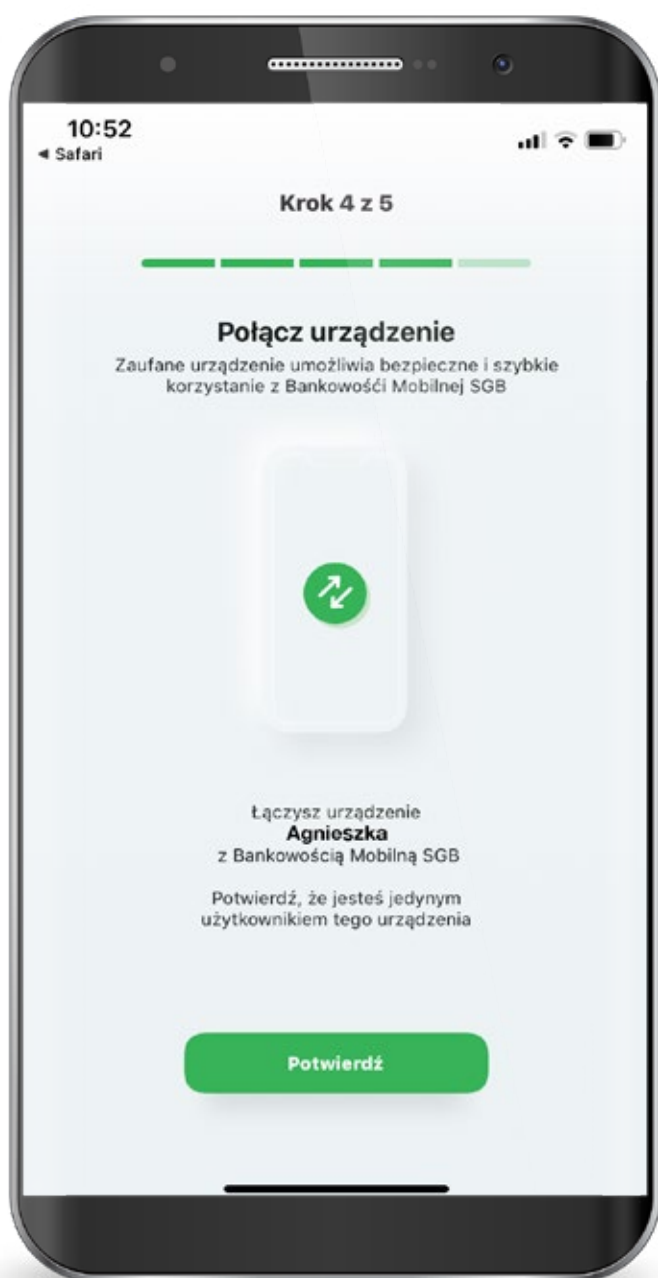 10:52
◄ Safari
Krok 4 z 5
Połącz urządzenie
Zaufane urządzenie umożliwia bezpieczne i szybkie
korzystanie z Bankowośći Mobilnej SGB
Łączysz urządzenie
Agnieszka
z Bankowością Mobilną SGB
Potwierdź, że jesteś jedynym
użytkownikiem tego urządzenia
Potwierdź